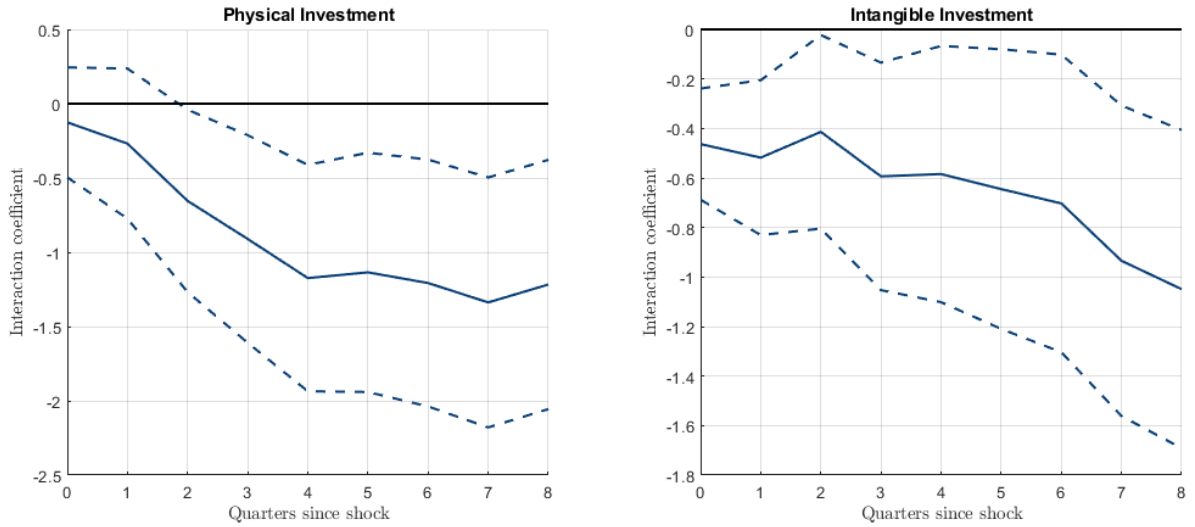 Physical Investment
0.5
0
-0.5
-1
-1.5
-2
-2.5
Interaction coefficient
0 1 2 3 4 5 6 7 8
Quarters since shock
Intangible Investment
0
-0.2
-0.4
-0.6
-0.8
-1
-1.2
-1.4
-1.6
-1.8
Interaction coefficient
0 1 2 3 4 5 6 7 8
Quarters since shock